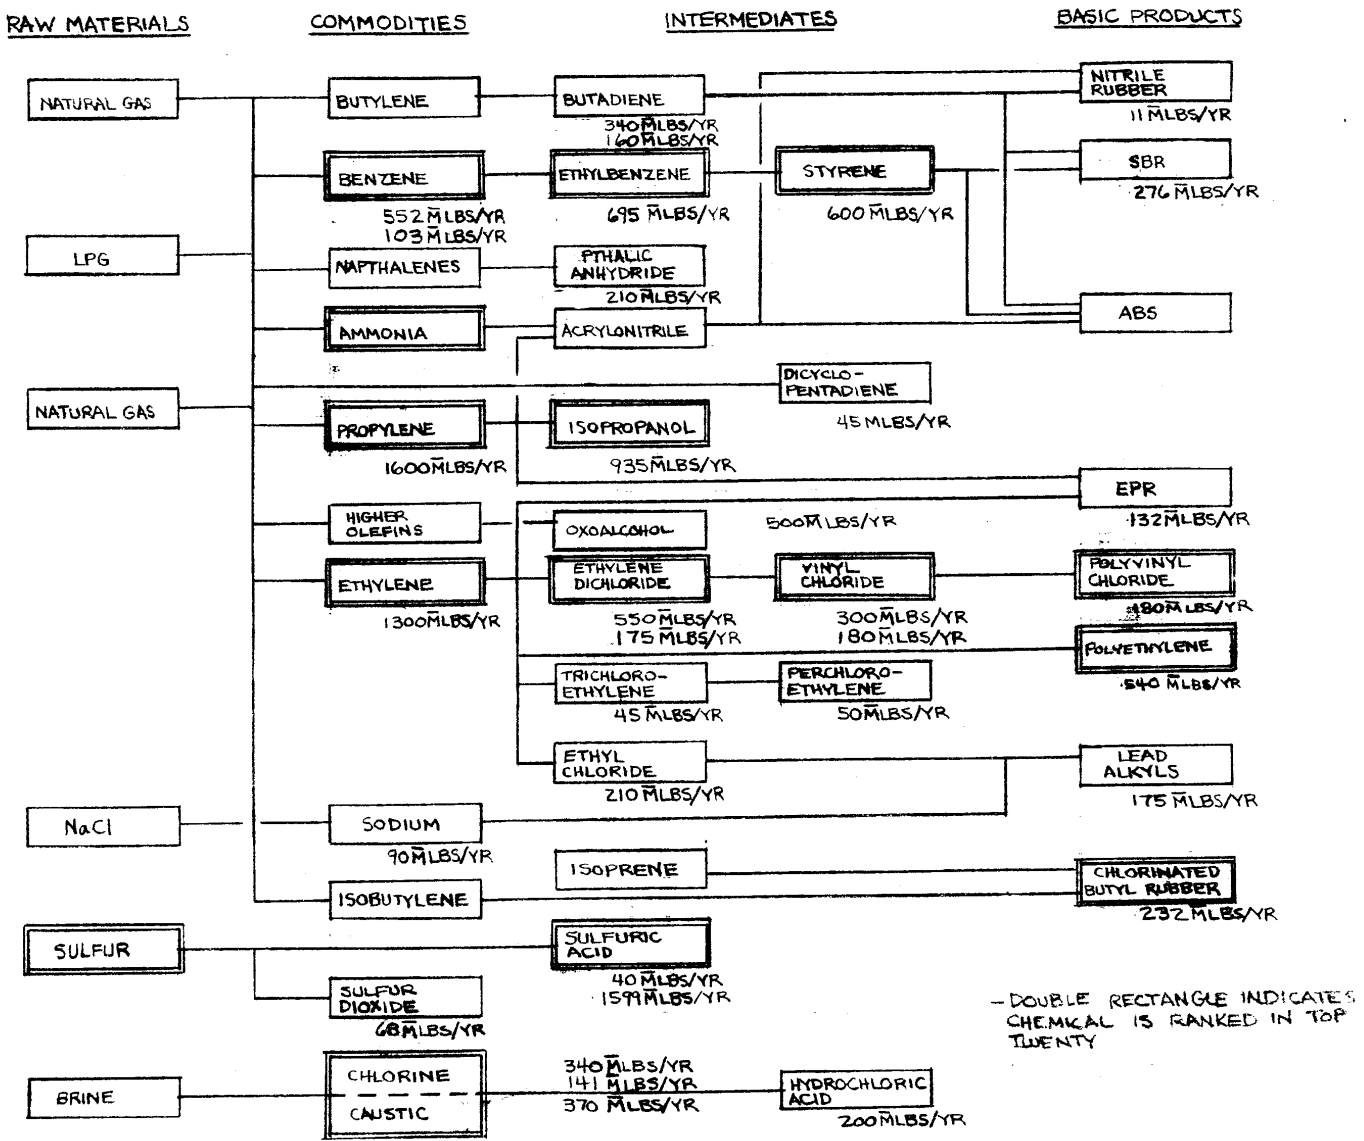 RAW MATERIALS
COMMODITIES
INTERMEDIATES
BASIC PRODUCTS
NATURAL GAS
BUTYLENE
BUTADIENE
340 M̅LBS/YR
160 M̅LBS/YR
NITRILE
RUBBER
11 M̅LBS/YR
BENZENE
552 M̅LBS/YR
103 M̅LBS/YR
ETHYLBENZENE
695 M̅LBS/YR
STYRENE
600 M̅LBS/YR
SBR
276 M̅LBS/YR
LPG
NAPTHALENES
PTHALIC
ANHYDRIDE
210 M̅LBS/YR
AMMONIA
ACRYLONITRILE
ABS
DICYCLO-
PENTADIENE
45 MLBS/YR
NATURAL GAS
PROPYLENE
1600 M̅LBS/YR
ISOPROPANOL
935 M̅LBS/YR
EPR
132 M̅LBS/YR
HIGHER
OLEFINS
OXOALCOHOL
500 M̅LBS/YR
ETHYLENE
1300 M̅LBS/YR
ETHYLENE
DICHLORIDE
550 M̅LBS/YR
175 M̅LBS/YR
VINYL
CHLORIDE
300 M̅LBS/YR
180 M̅LBS/YR
POLYVINYL
CHLORIDE
180 M̅LBS/YR
POLYETHYLENE
540 M̅LBS/YR
TRICHLORO-
ETHYLENE
45 M̅LBS/YR
PERCHLORO-
ETHYLENE
50 M̅LBS/YR
ETHYL
CHLORIDE
210 M̅LBS/YR
LEAD
ALKYLS
175 M̅LBS/YR
NaCl
SODIUM
90 M̅LBS/YR
ISOPRENE
ISOBUTYLENE
CHLORINATED
BUTYL RUBBER
232 M̅LBS/YR
SULFUR
SULFURIC
ACID
40 M̅LBS/YR
1599 M̅LBS/YR
SULFUR
DIOXIDE
68 M̅LBS/YR
- DOUBLE RECTANGLE INDICATES
CHEMICAL IS RANKED IN TOP
TWENTY
BRINE
CHLORINE
CAUSTIC
340 M̅LBS/YR
141 M̅LBS/YR
370 M̅LBS/YR
HYDROCHLORIC
ACID
200 M̅LBS/YR